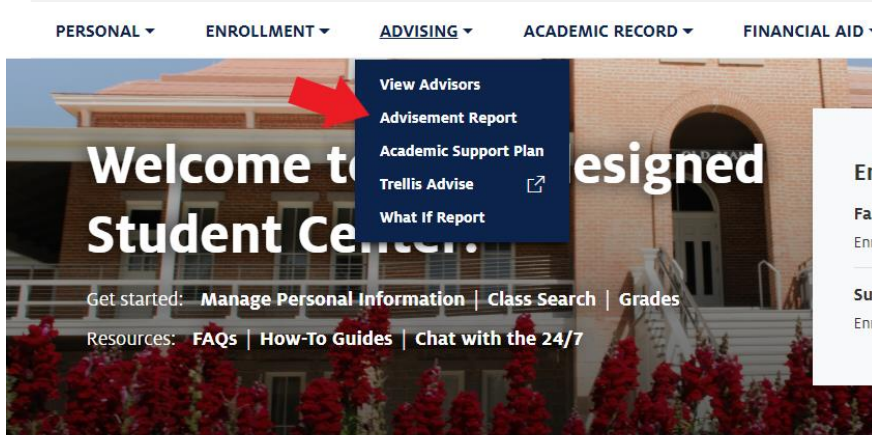 PERSONAL ENROLLMENT ADVISING ACADEMIC RECORD FINANCIAL AID
View Advisors
Advisement Report
Academic Support Plan
Trellis Advise
What If Report
OLD MAIN
Welcome to esigned
Student Ce
Get started: Manage Personal Information | Class Search | Grades
Resources: FAQs | How-To Guides | Chat with the 24/7